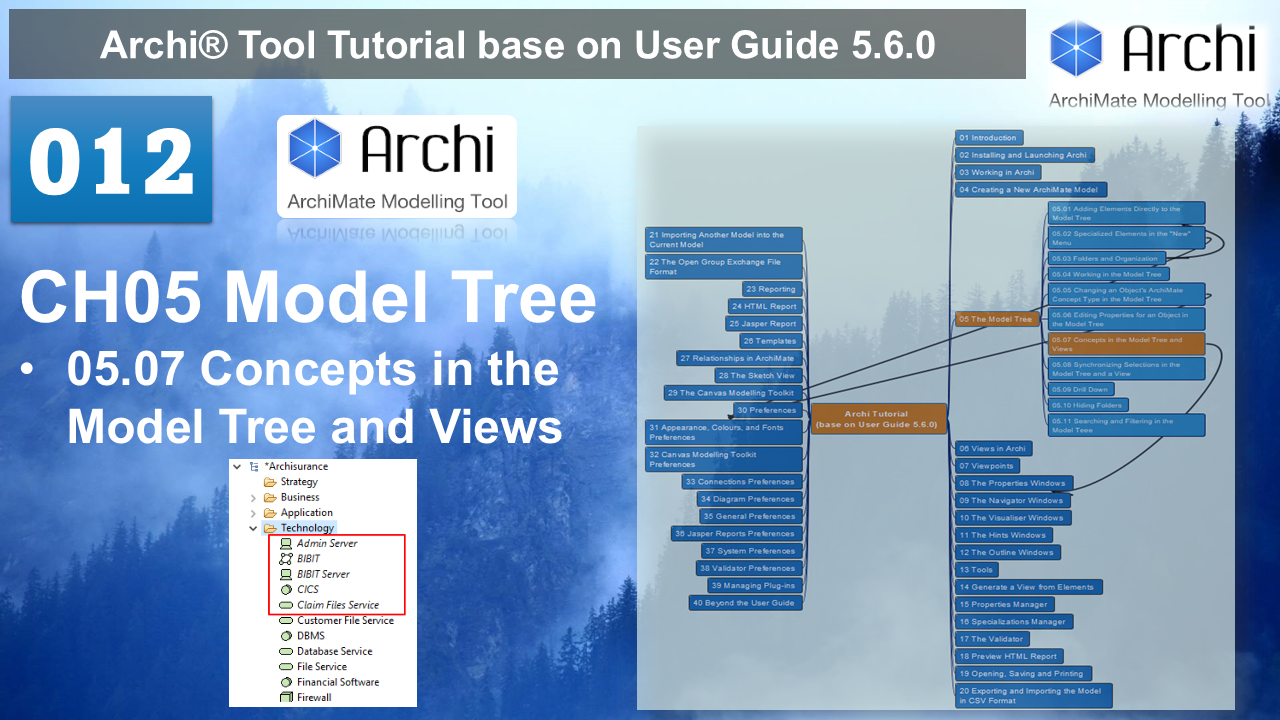 Archi® Tool Tutorial base on User Guide 5.6.0
Archi
ArchiMate Modelling Tool
012
Archi
ArchiMate Modelling Tool
CH05 Model Tree
• 05.07 Concepts in the
Model Tree and Views
*Archisurance
Strategy
Business
Application
Technology
Admin Server
BIBIT
BIBIT Server
CICS
Claim Files Service
Customer File Service
DBMS
Database Service
File Service
Financial Software
Firewall
21 Importing Another Model into the
Current Model
22 The Open Group Exchange File
Format
23 Reporting
24 HTML Report
25 Jasper Report
26 Templates
27 Relationships in ArchiMate
28 The Sketch View
29 The Canvas Modelling Toolkit
30 Preferences
31 Appearance, Colours, and Fonts
Preferences
32 Canvas Modelling Toolkit
Preferences
33 Connections Preferences
34 Diagram Preferences
35 General Preferences
36 Jasper Reports Preferences
37 System Preferences
38 Validator Preferences
39 Managing Plug-ins
40 Beyond the User Guide
Archi Tutorial
(base on User Guide 5.6.0)
01 Introduction
02 Installing and Launching Archi
03 Working in Archi
04 Creating a New ArchiMate Model
05 The Model Tree
05.01 Adding Elements Directly to the
Model Tree
05.02 Specialized Elements in the "New"
Menu
05.03 Folders and Organization
05.04 Working in the Model Tree
05.05 Changing an Object's ArchiMate
Concept Type in the Model Tree
05.06 Editing Properties for an Object in
the Model Tree
05.07 Concepts in the Model Tree and
Views
05.08 Synchronizing Selections in the
Model Tree and a View
05.09 Drill Down
05.10 Hiding Folders
05.11 Searching and Filtering in the
Model Teee
06 Views in Archi
07 Viewpoints
08 The Properties Windows
09 The Navigator Windows
10 The Visualiser Windows
11 The Hints Windows
12 The Outline Windows
13 Tools
14 Generate a View from Elements
15 Properties Manager
16 Specializations Manager
17 The Validator
18 Preview HTML Report
19 Opening, Saving and Printing
20 Exporting and Importing the Model
in CSV Format